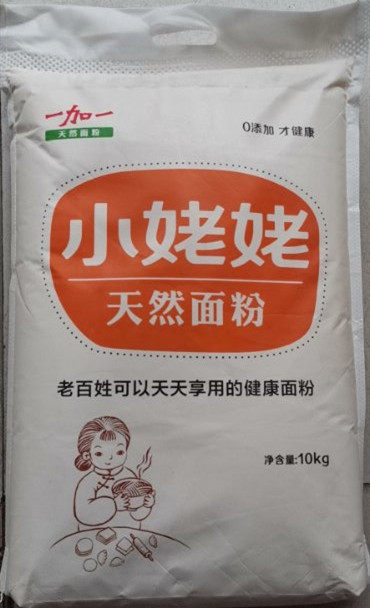 一加一
天然面粉
0添加 才健康
小姥姥
天然面粉
老百姓可以天天享用的健康面粉
净含量:10kg